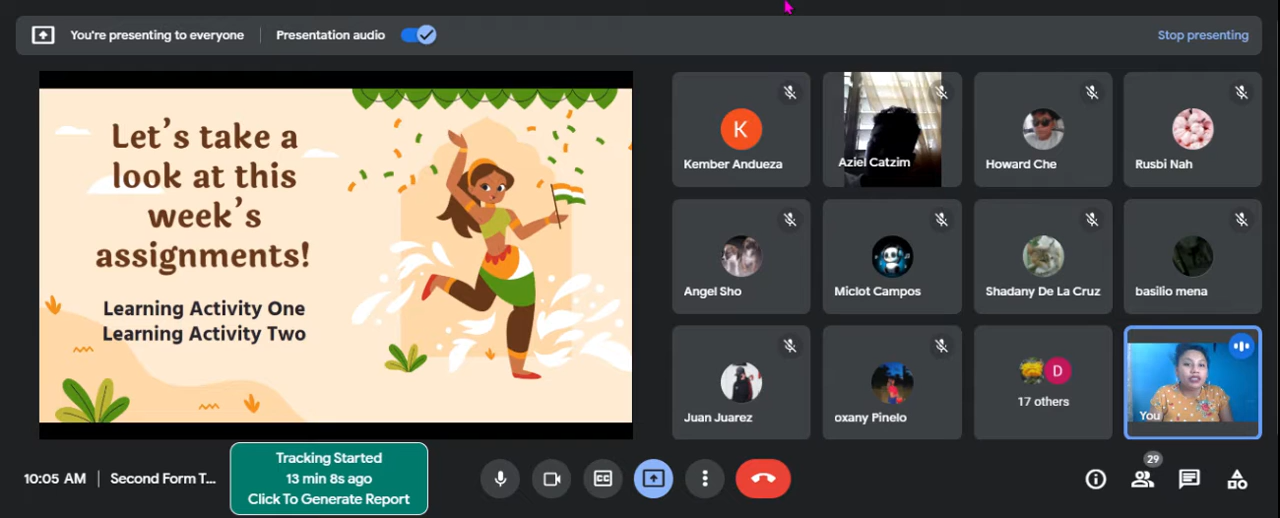 You're presenting to everyone
Presentation audio
Stop presenting
Let's take a
look at this
week's
assignments!
Learning Activity One
Learning Activity Two
K
Kember Andueza
Aziel Catzim
Howard Che
Rusbi Nah
Angel Sho
Miclot Campos
Shadany De La Cruz
basilio mena
Juan Juarez
oxany Pinelo
D
17 others
You
10:05 AM
Second Form T...
Tracking Started
13 min 8s ago
Click To Generate Report
CC
29